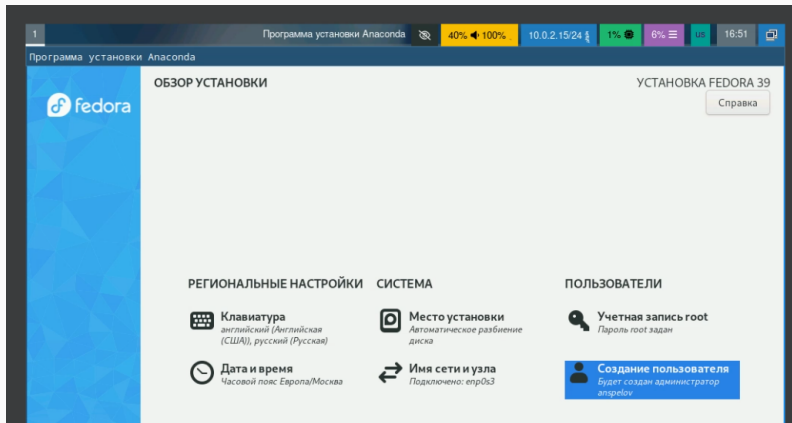 1 Программа установки Anaconda 40% 100% 10.0.2.15/24 1% 6% us 16:51
Программа установки Anaconda
fedora
ОБЗОР УСТАНОВКИ
УСТАНОВКА FEDORA 39
Справка
РЕГИОНАЛЬНЫЕ НАСТРОЙКИ
Клавиатура
английский (Английская
(США)), русский (Русская)
Дата и время
Часовой пояс Европа/Москва
СИСТЕМА
Место установки
Автоматическое разбиение
диска
Имя сети и узла
Подключено: enp0s3
ПОЛЬЗОВАТЕЛИ
Учетная запись root
Пароль root задан
Создание пользователя
Будет создан администратор
anspelov